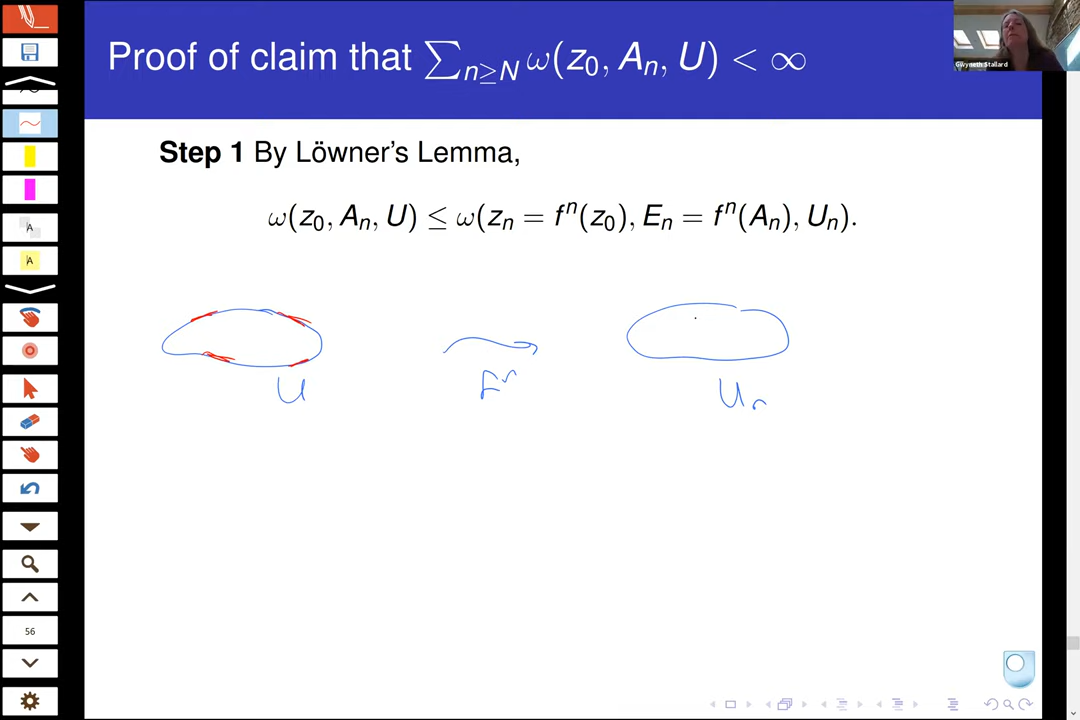 Proof of claim that ∑_{n≥N} ω(z₀, Aₙ, U) < ∞
Gwyneth Stallard
Step 1 By Löwner's Lemma,
ω(z₀, Aₙ, U) ≤ ω(zₙ = fⁿ(z₀), Eₙ = fⁿ(Aₙ), Uₙ).
A
A
U
fⁿ
Uₙ
56